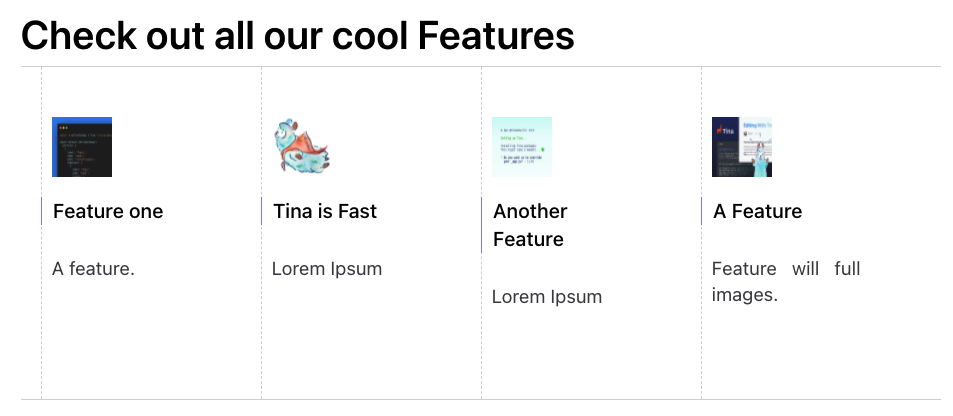 Check out all our cool Features
Feature one
A feature.
Tina is Fast
Lorem Ipsum
Another
Feature
Lorem Ipsum
Tina
A Feature
Feature will full
images.